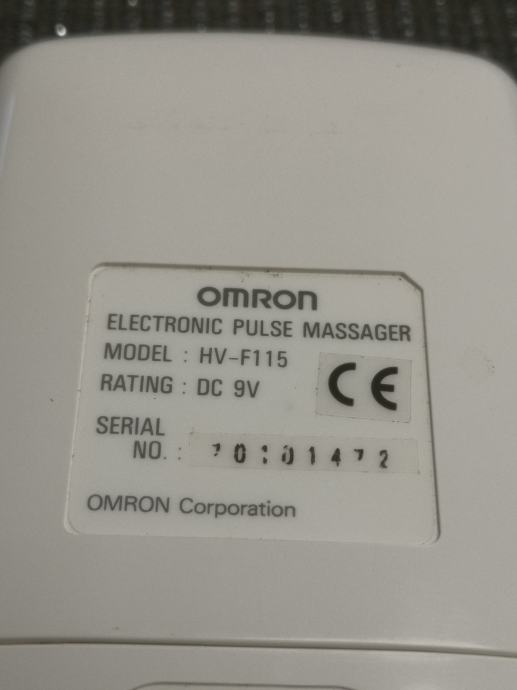 OMRON
ELECTRONIC PULSE MASSAGER
MODEL : HV-F115
RATING : DC 9V
CE
SERIAL
NO. :
OMRON Corporation